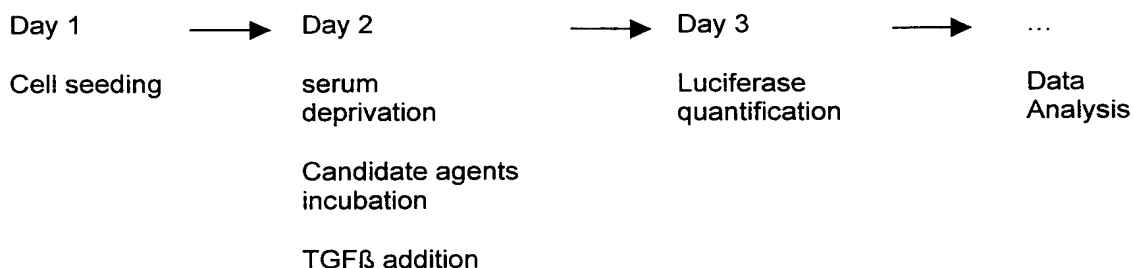 Day 1 Day 2 Day 3 ...
Cell seeding serum Luciferase Data
deprivation quantification Analysis
Candidate agents
incubation
TGFß addition